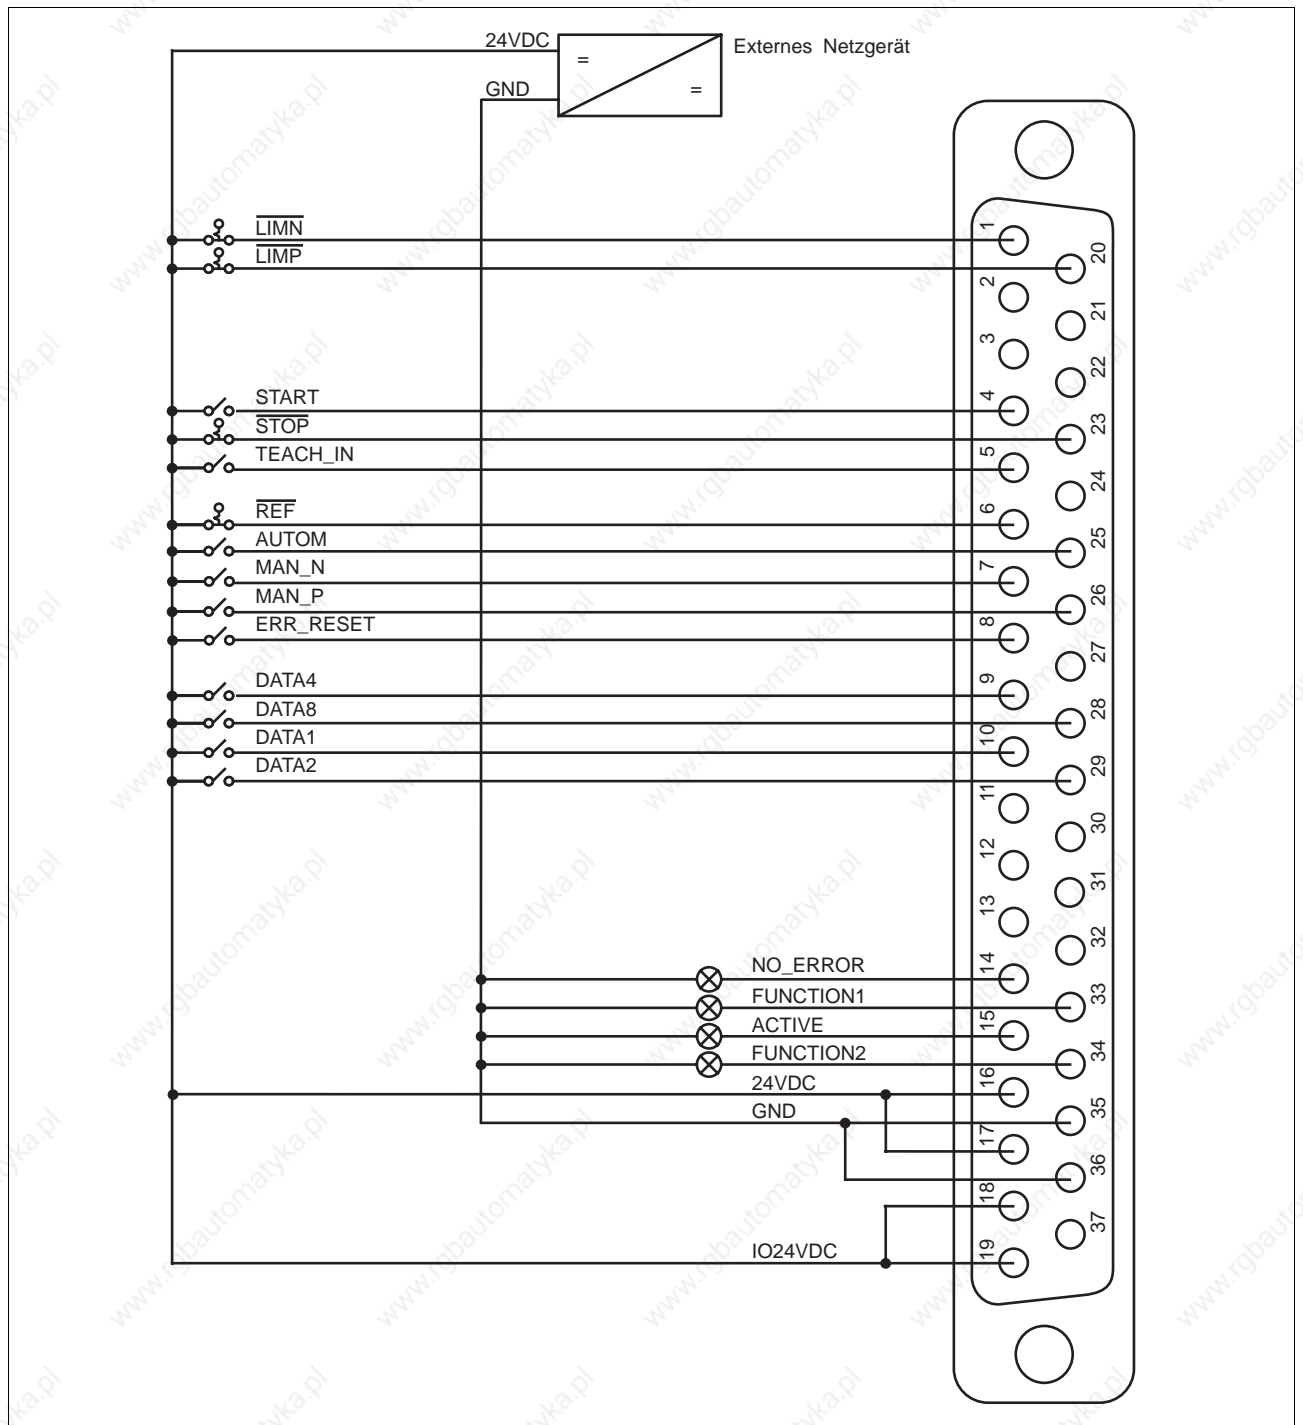 24VDC
Externes Netzgerät
=
GND
=
LIMN
1
LIMP
20
2
21
3
22
START
4
STOP
23
TEACH_IN
5
24
REF
6
AUTOM
25
MAN_N
7
MAN_P
26
ERR_RESET
8
27
DATA4
9
DATA8
28
DATA1
10
DATA2
29
11
30
12
31
13
32
NO_ERROR
14
FUNCTION1
33
ACTIVE
15
FUNCTION2
34
24VDC
16
GND
35
17
36
18
37
IO24VDC
19
www.rgbautomatyka.pl